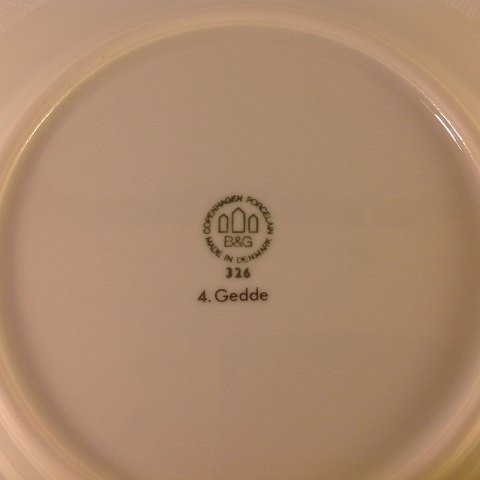 COPENHAGEN PORCELAIN
B&G
MADE IN DENMARK
326
4. Gedde